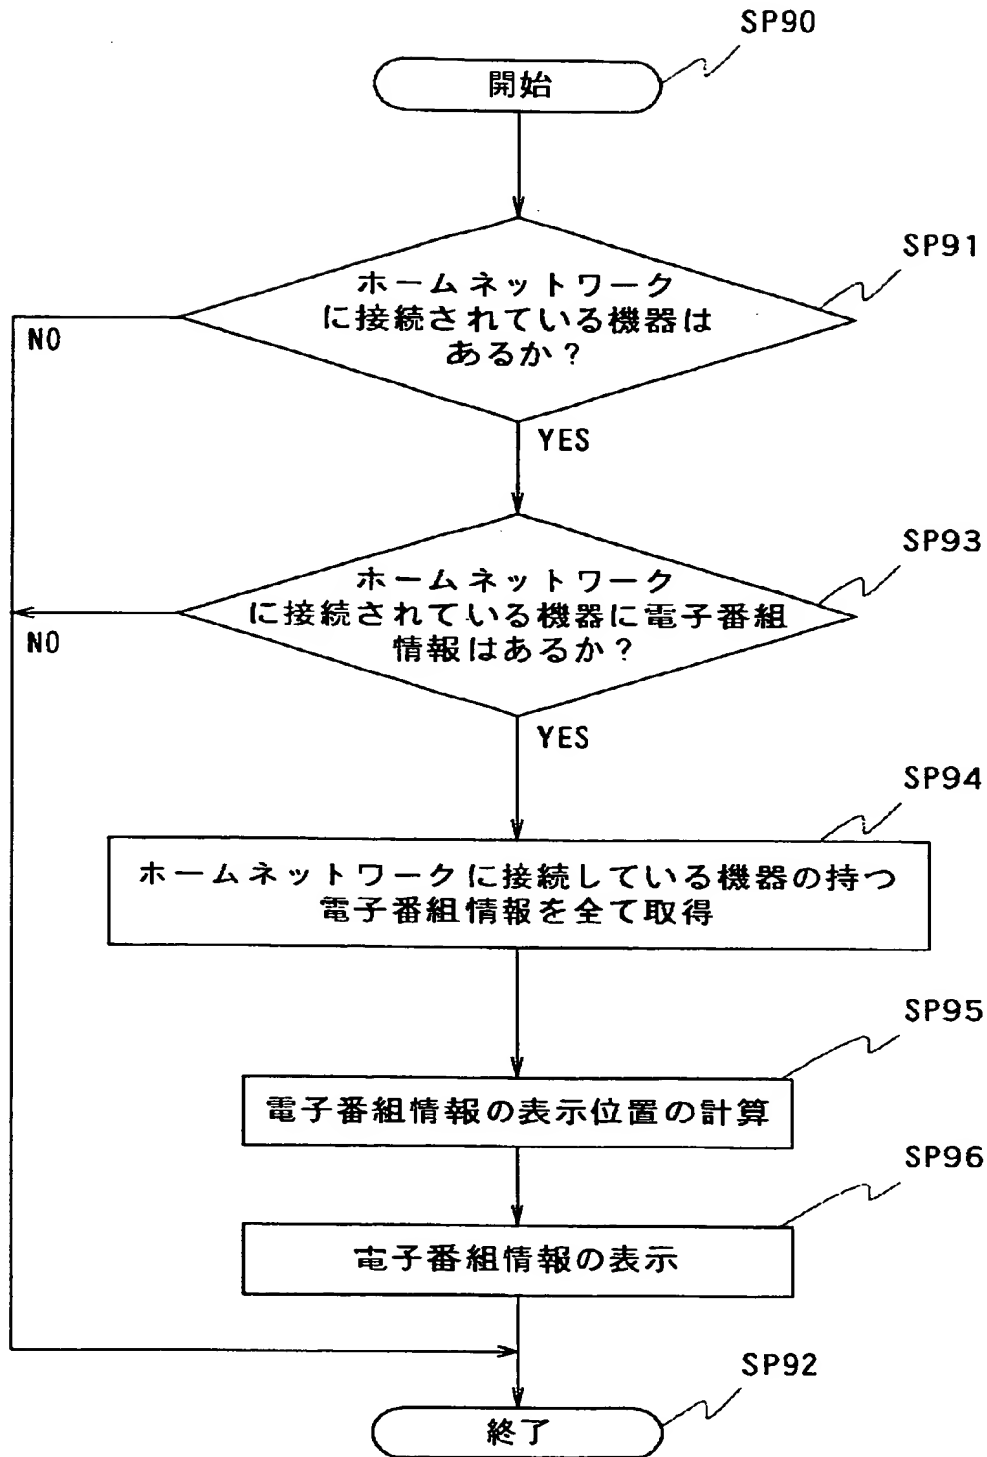 SP90
開始
SP91
ホームネットワーク
に接続されている機器は
あるか？
NO
YES
SP93
ホームネットワーク
に接続されている機器に電子番組
情報はあるか？
NO
YES
SP94
ホームネットワークに接続している機器の持つ
電子番組情報を全て取得
SP95
電子番組情報の表示位置の計算
SP96
電子番組情報の表示
SP92
終了